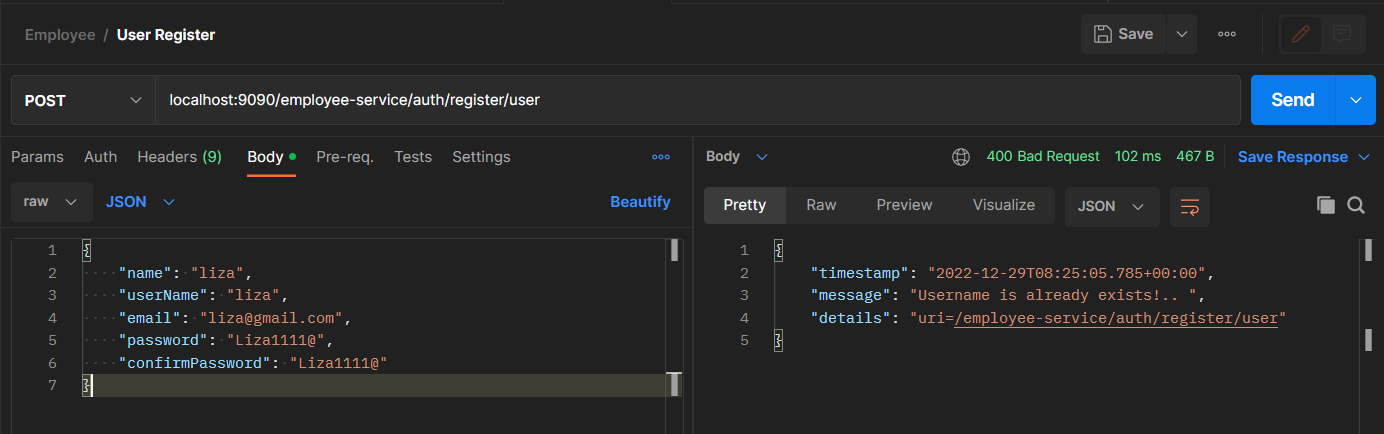 Employee / User Register
Save
POST
localhost:9090/employee-service/auth/register/user
Send
Params Auth Headers (9) Body Pre-req. Tests Settings
raw JSON Beautify
1 {
2 "name": "liza",
3 "userName": "liza",
4 "email": "liza@gmail.com",
5 "password": "Liza1111@",
6 "confirmPassword": "Liza1111@"
7 }
Body 400 Bad Request 102 ms 467 B Save Response
Pretty Raw Preview Visualize JSON
1 {
2 "timestamp": "2022-12-29T08:25:05.785+00:00",
3 "message": "Username is already exists!.. ",
4 "details": "uri=/employee-service/auth/register/user"
5 }